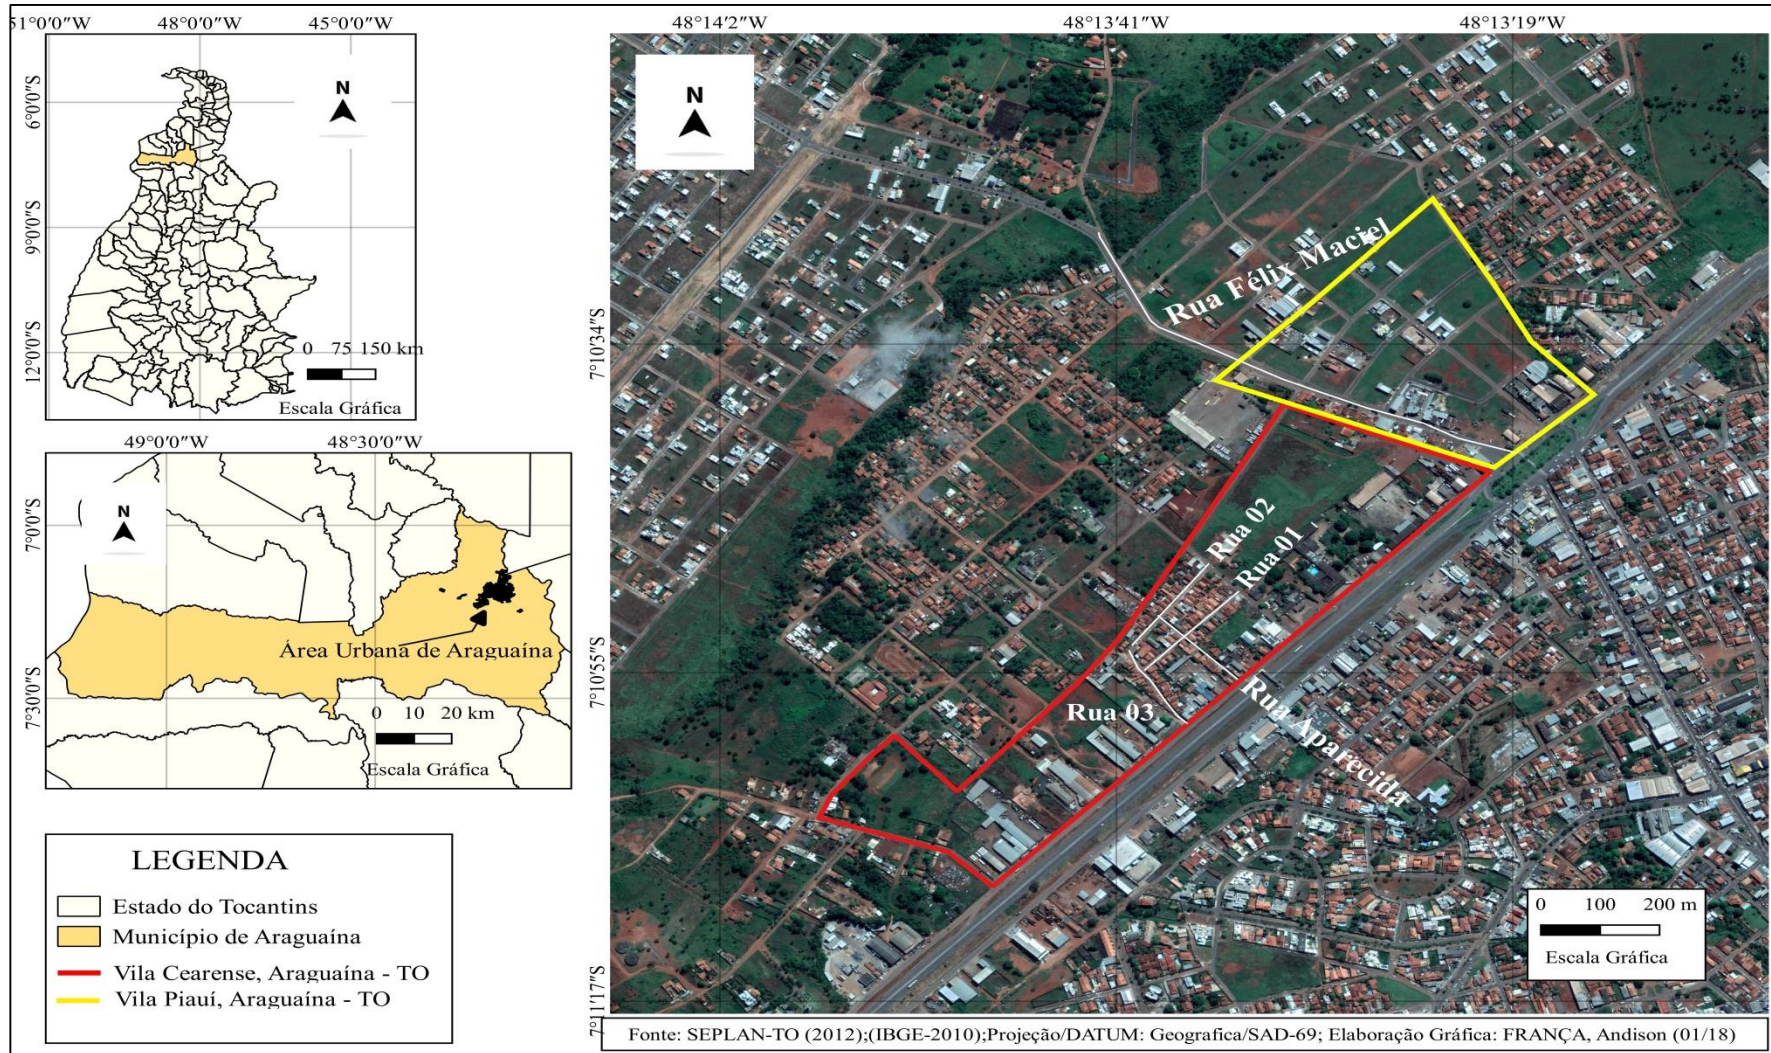 51°0'0"W 48°0'0"W 45°0'0"W
6°0'0"S
9°0'0"S
12°0'0"S
N
0 75 150 km
Escala Gráfica
49°0'0"W 48°30'0"W
7°0'0"S
7°30'0"S
N
Área Urbana de Araguaína
0 10 20 km
Escala Gráfica
LEGENDA
Estado do Tocantins
Município de Araguaína
Vila Cearense, Araguaína - TO
Vila Piauí, Araguaína - TO
48°14'2"W 48°13'41"W 48°13'19"W
7°10'34"S
7°10'55"S
7°11'17"S
N
Rua Félix Maciel
Rua 02
Rua 01
Rua 03
Rua Aparecida
0 100 200 m
Escala Gráfica
Fonte: SEPLAN-TO (2012);(IBGE-2010);Projeção/DATUM: Geografica/SAD-69; Elaboração Gráfica: FRANÇA, Andison (01/18)